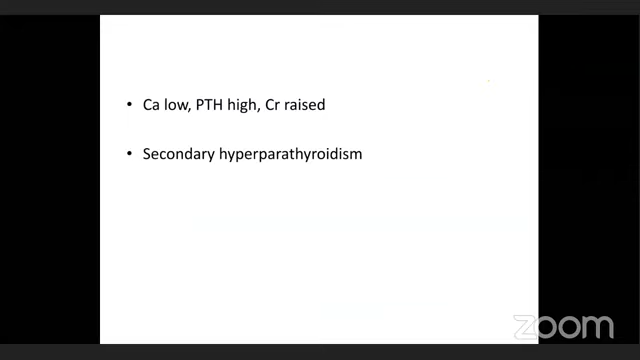 • Ca low, PTH high, Cr raised
• Secondary hyperparathyroidism
zoom